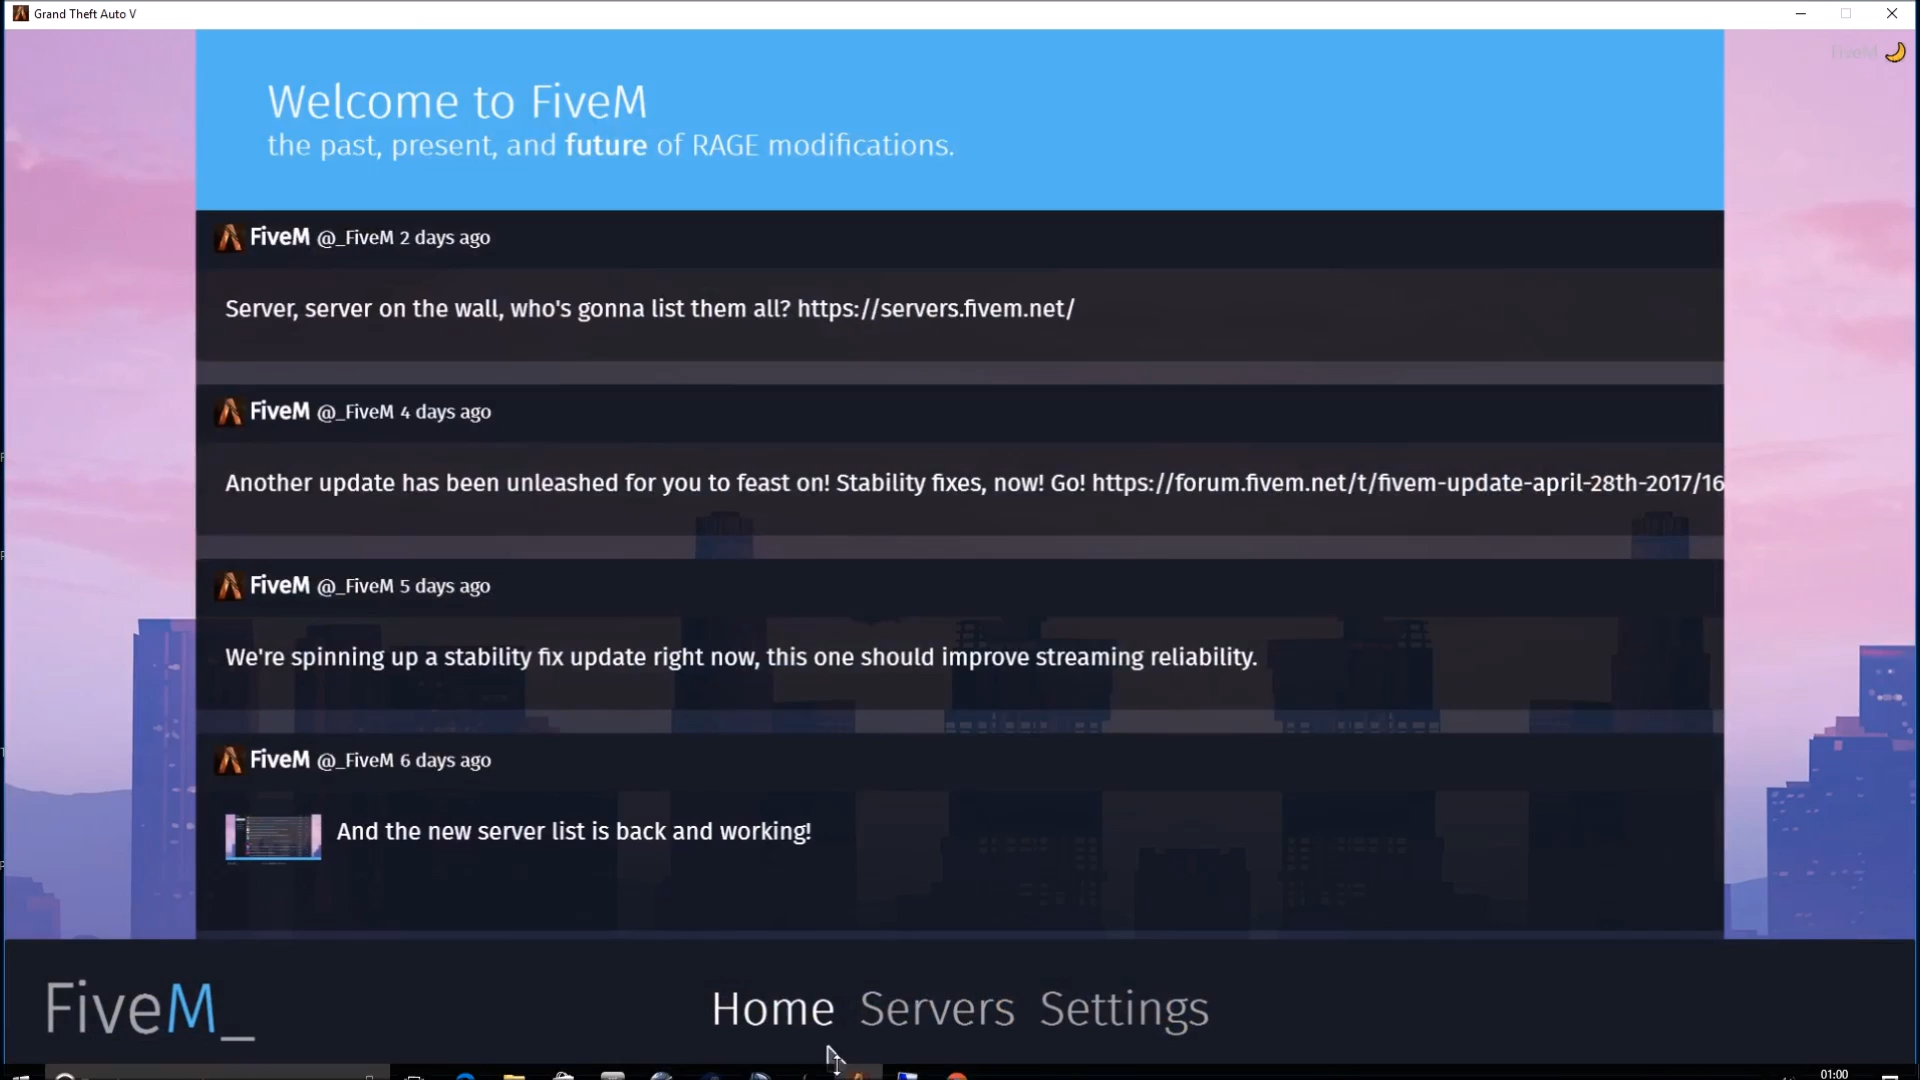 Grand Theft Auto V
FiveM
Welcome to FiveM
the past, present, and future of RAGE modifications.
FiveM @_FiveM 2 days ago
Server, server on the wall, who's gonna list them all? https://servers.fivem.net/
FiveM @_FiveM 4 days ago
Another update has been unleashed for you to feast on! Stability fixes, now! Go! https://forum.fivem.net/t/fivem-update-april-28th-2017/16
FiveM @_FiveM 5 days ago
We're spinning up a stability fix update right now, this one should improve streaming reliability.
FiveM @_FiveM 6 days ago
And the new server list is back and working!
FiveM_
Home Servers Settings
01:00